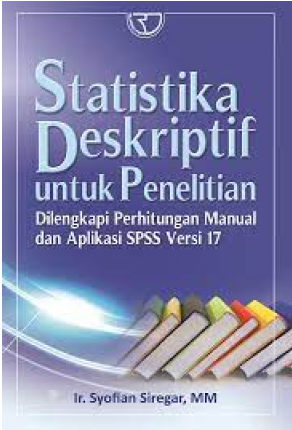 Statistika
Deskriptif
untuk Penelitian
Dilengkapi Perhitungan Manual
dan Aplikasi SPSS Versi 17
Ir. Syofian Siregar, MM